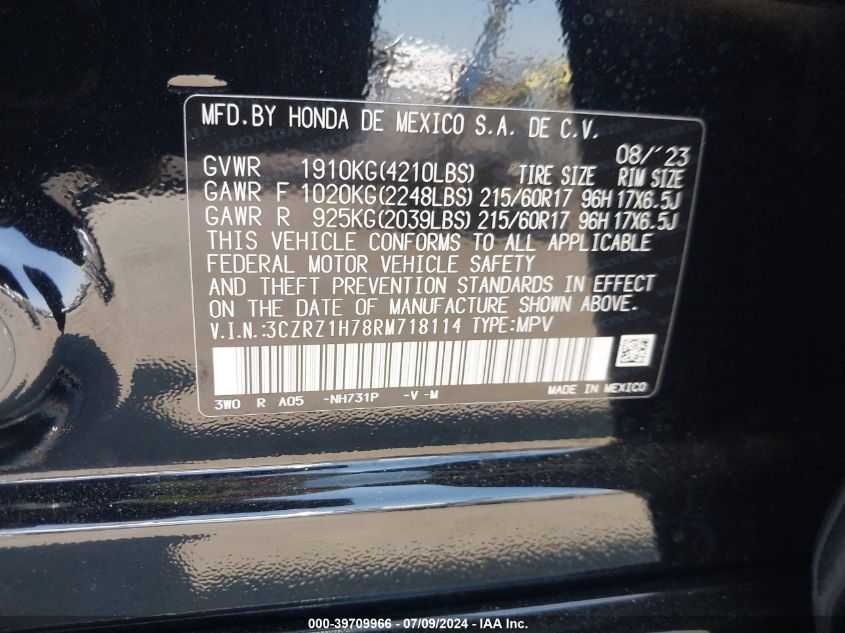 MFD.BY HONDA DE MEXICO S.A. DE C.V.
08/'23
GVWR 1910KG(4210LBS) TIRE SIZE RIM SIZE
GAWR F 1020KG(2248LBS) 215/60R17 96H 17X6.5J
GAWR R 925KG(2039LBS) 215/60R17 96H 17X6.5J
THIS VEHICLE CONFORMS TO ALL APPLICABLE
FEDERAL MOTOR VEHICLE SAFETY
AND THEFT PREVENTION STANDARDS IN EFFECT
ON THE DATE OF MANUFACTURE SHOWN ABOVE.
V.I.N.:3CZRZ1H78RM718114 TYPE:MPV
MADE IN MEXICO
3W0 R A05 -NH731P -V -M
000-39709966 / 07/09/2024 - © IAA Inc.